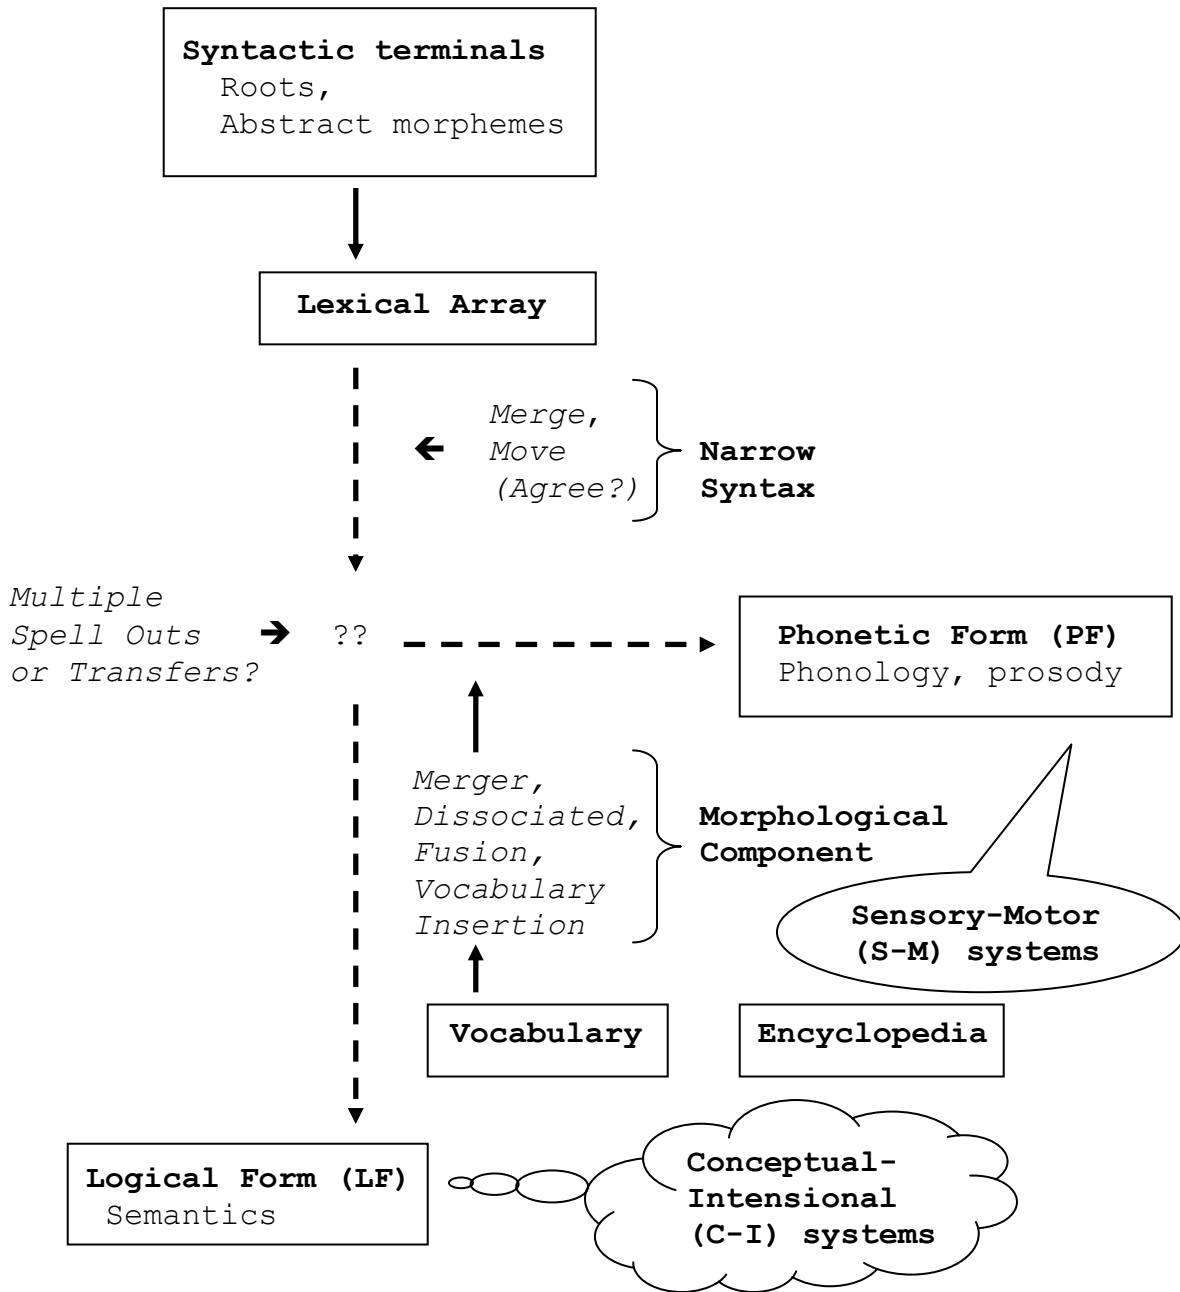 Syntactic terminals
Roots,
Abstract morphemes
Lexical Array
Merge,
Move
(Agree?)
Narrow
Syntax
Multiple
Spell Outs
or Transfers?
??
Phonetic Form (PF)
Phonology, prosody
Merger,
Dissociated,
Fusion,
Vocabulary
Insertion
Morphological
Component
Sensory-Motor
(S-M) systems
Vocabulary
Encyclopedia
Logical Form (LF)
Semantics
Conceptual-
Intensional
(C-I) systems